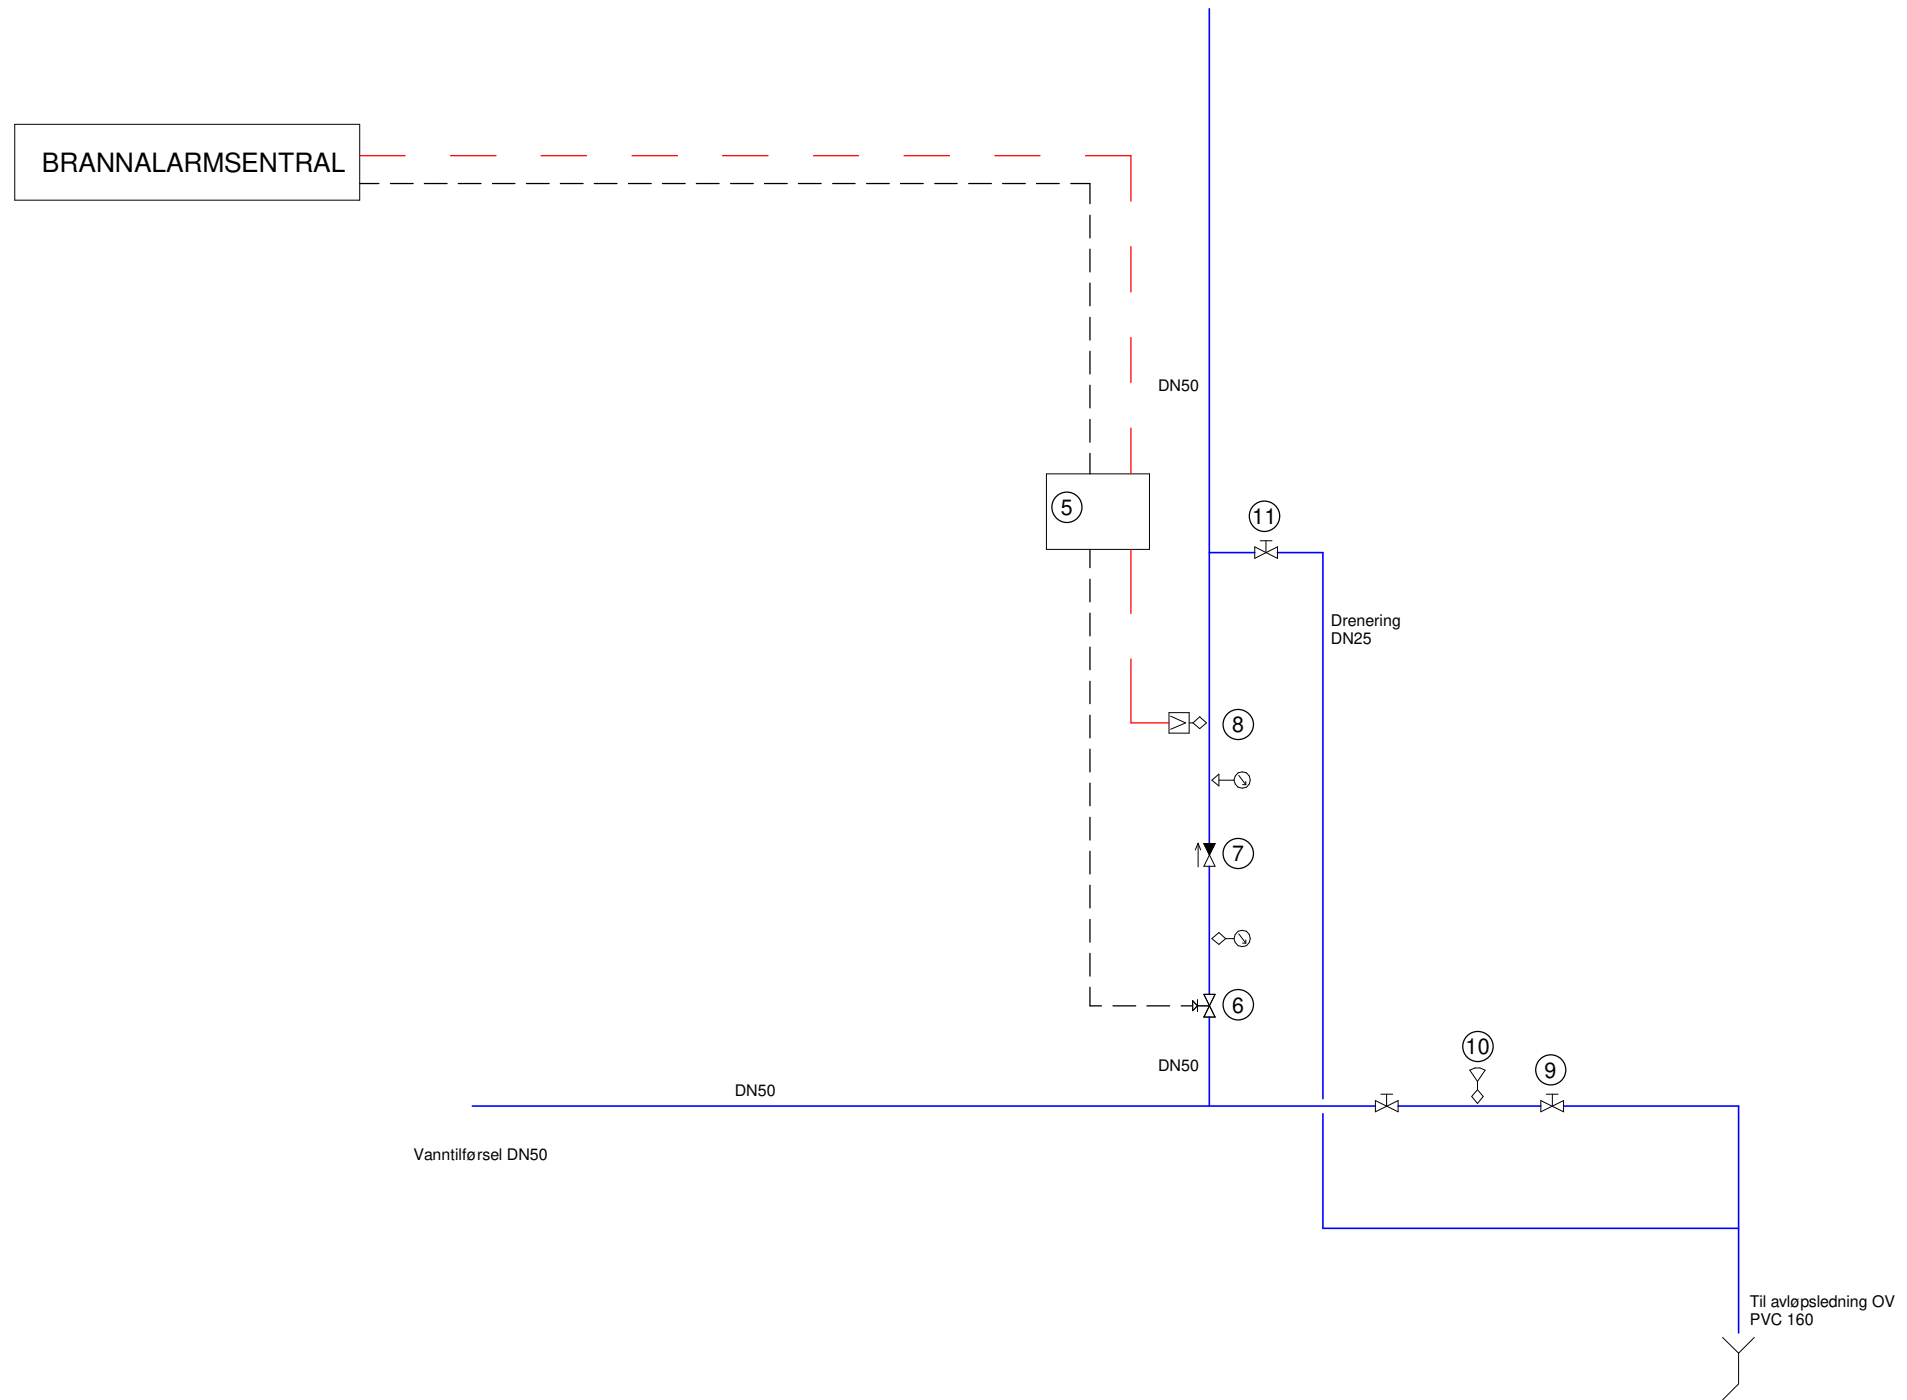 BRANNALARMSENTRAL
DN50
5
11
Drenering
DN25
8
7
6
DN50
10
9
DN50
Vanntilførsel DN50
Til avløpsledning OV
PVC 160